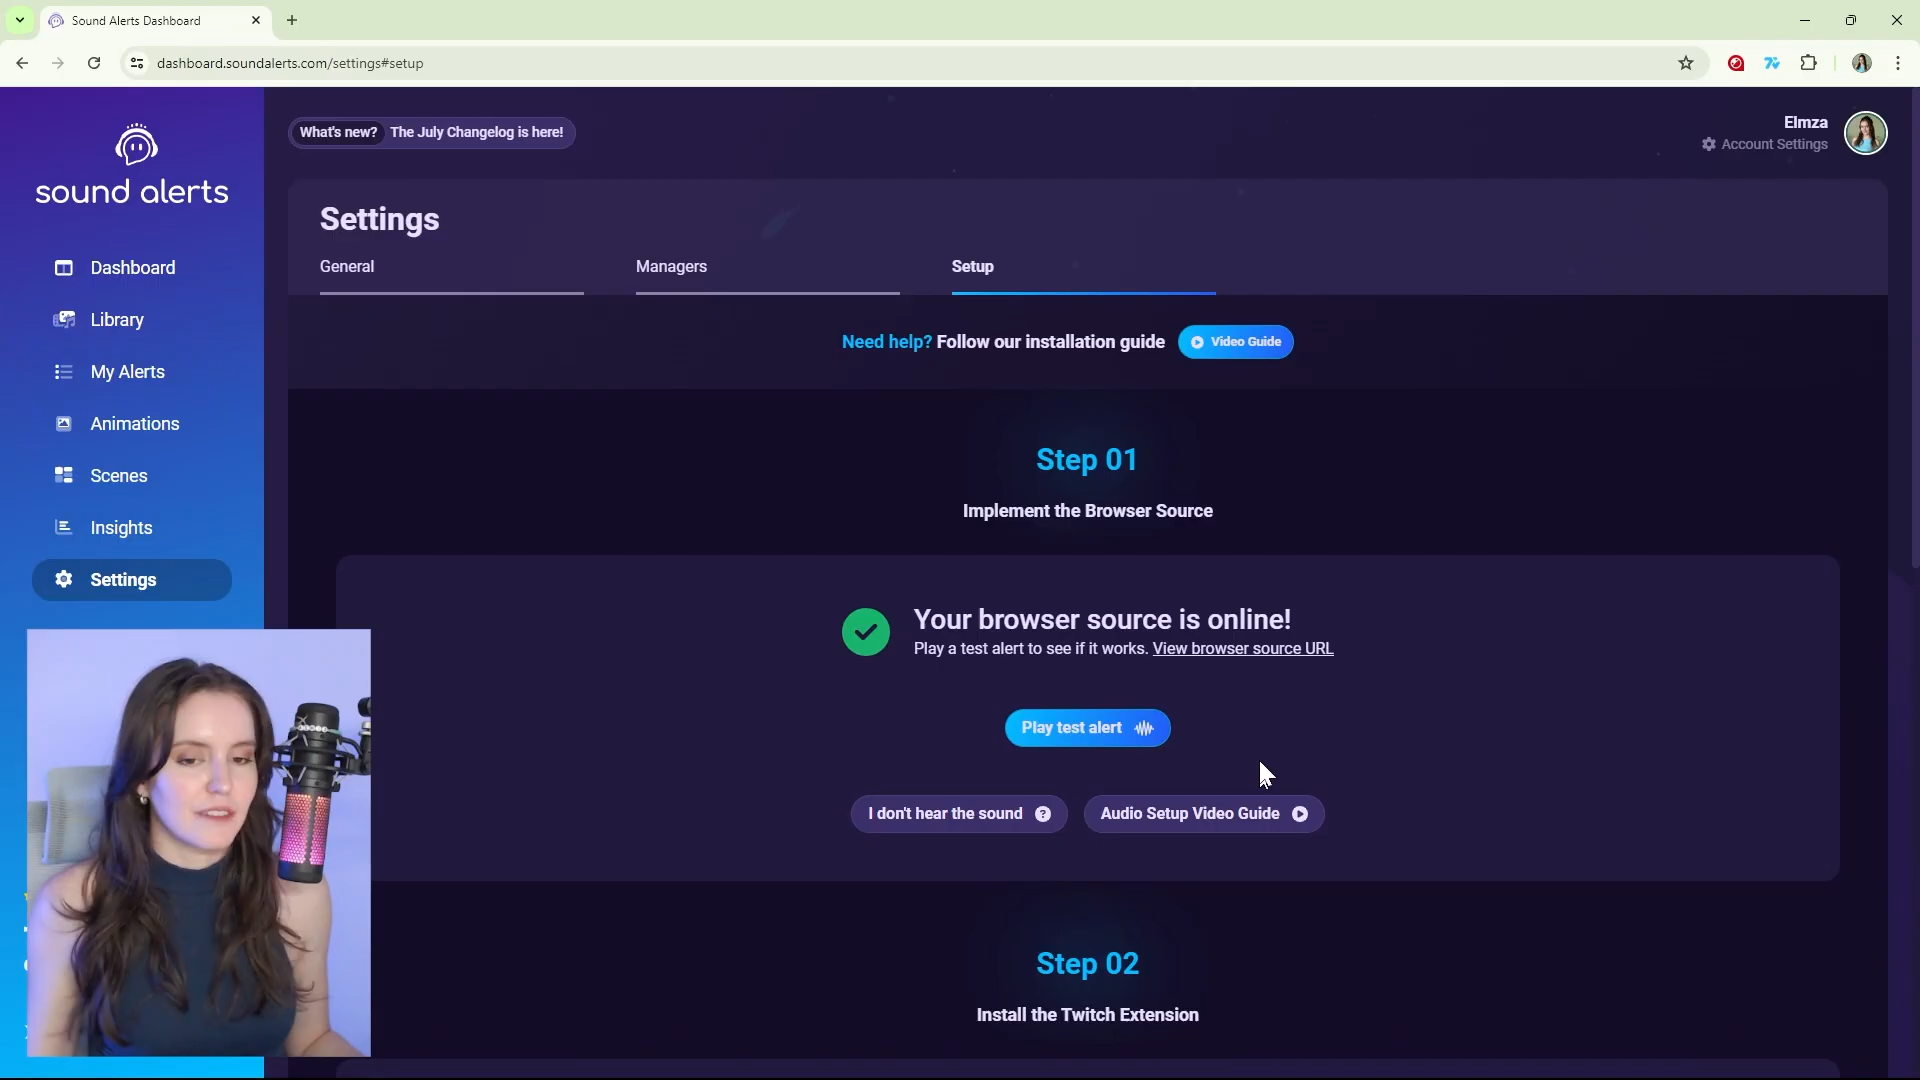 Sound Alerts Dashboard
dashboard.soundalerts.com/settings#setup
sound alerts
What's new? The July Changelog is here!
Elmza
Account Settings
Dashboard
Library
My Alerts
Animations
Scenes
Insights
Settings
Settings
General
Managers
Setup
Need help? Follow our installation guide
Video Guide
Step 01
Implement the Browser Source
Your browser source is online!
Play a test alert to see if it works. View browser source URL
Play test alert
I don't hear the sound
Audio Setup Video Guide
Step 02
Install the Twitch Extension